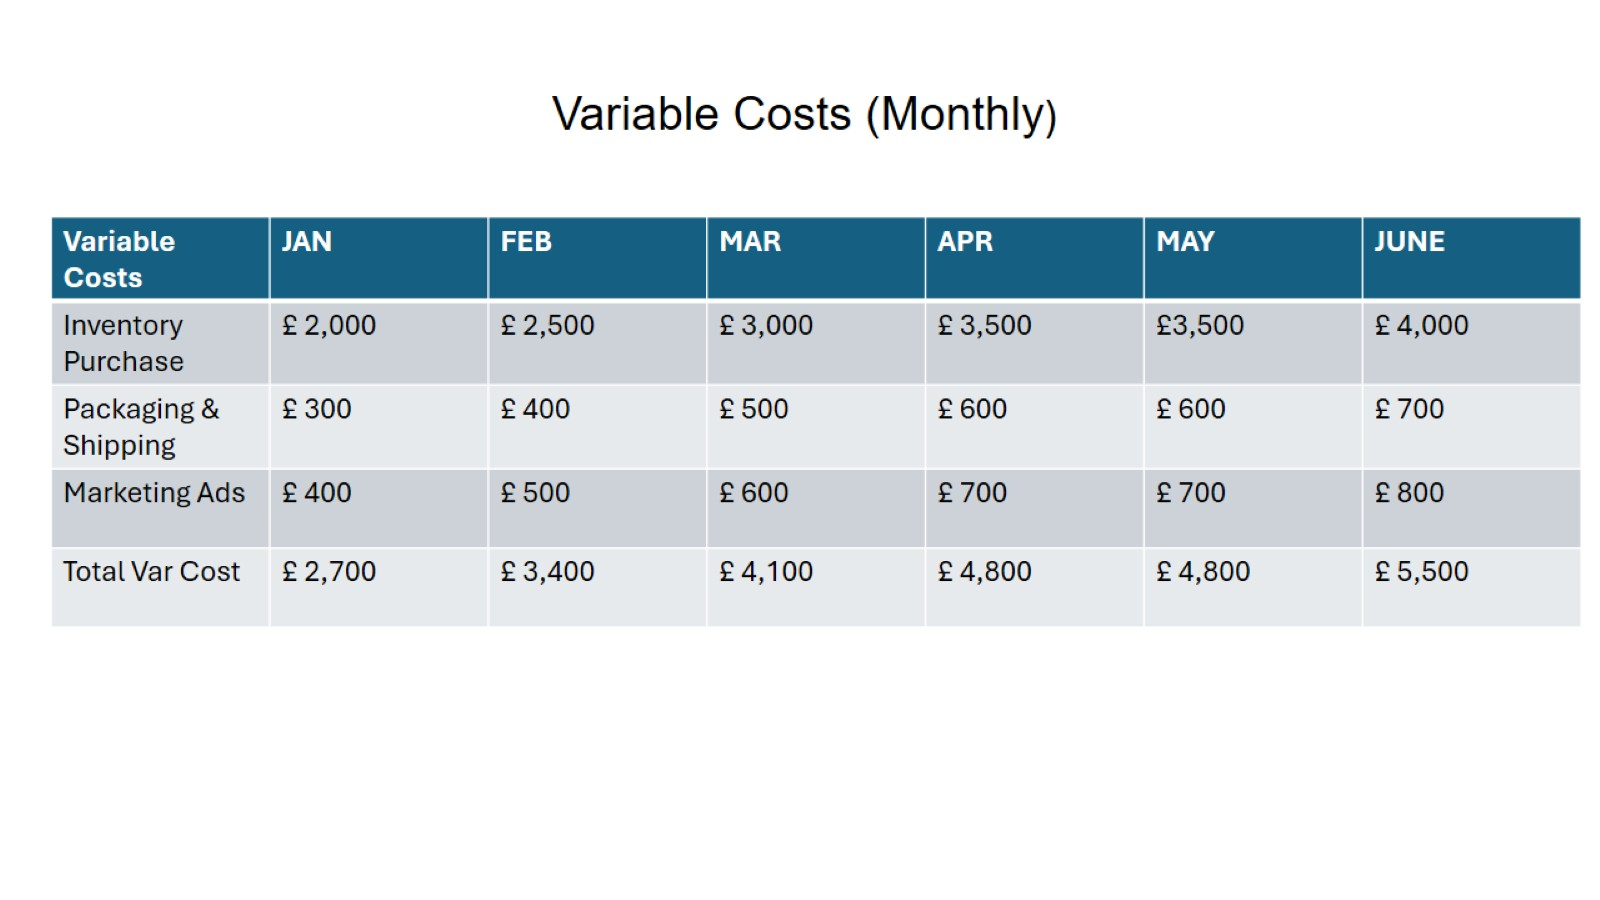 Variable Costs (Monthly)
Variable Costs JAN FEB MAR APR MAY JUNE
Inventory Purchase £ 2,000 £ 2,500 £ 3,000 £ 3,500 £3,500 £ 4,000
Packaging & Shipping £ 300 £ 400 £ 500 £ 600 £ 600 £ 700
Marketing Ads £ 400 £ 500 £ 600 £ 700 £ 700 £ 800
Total Var Cost £ 2,700 £ 3,400 £ 4,100 £ 4,800 £ 4,800 £ 5,500